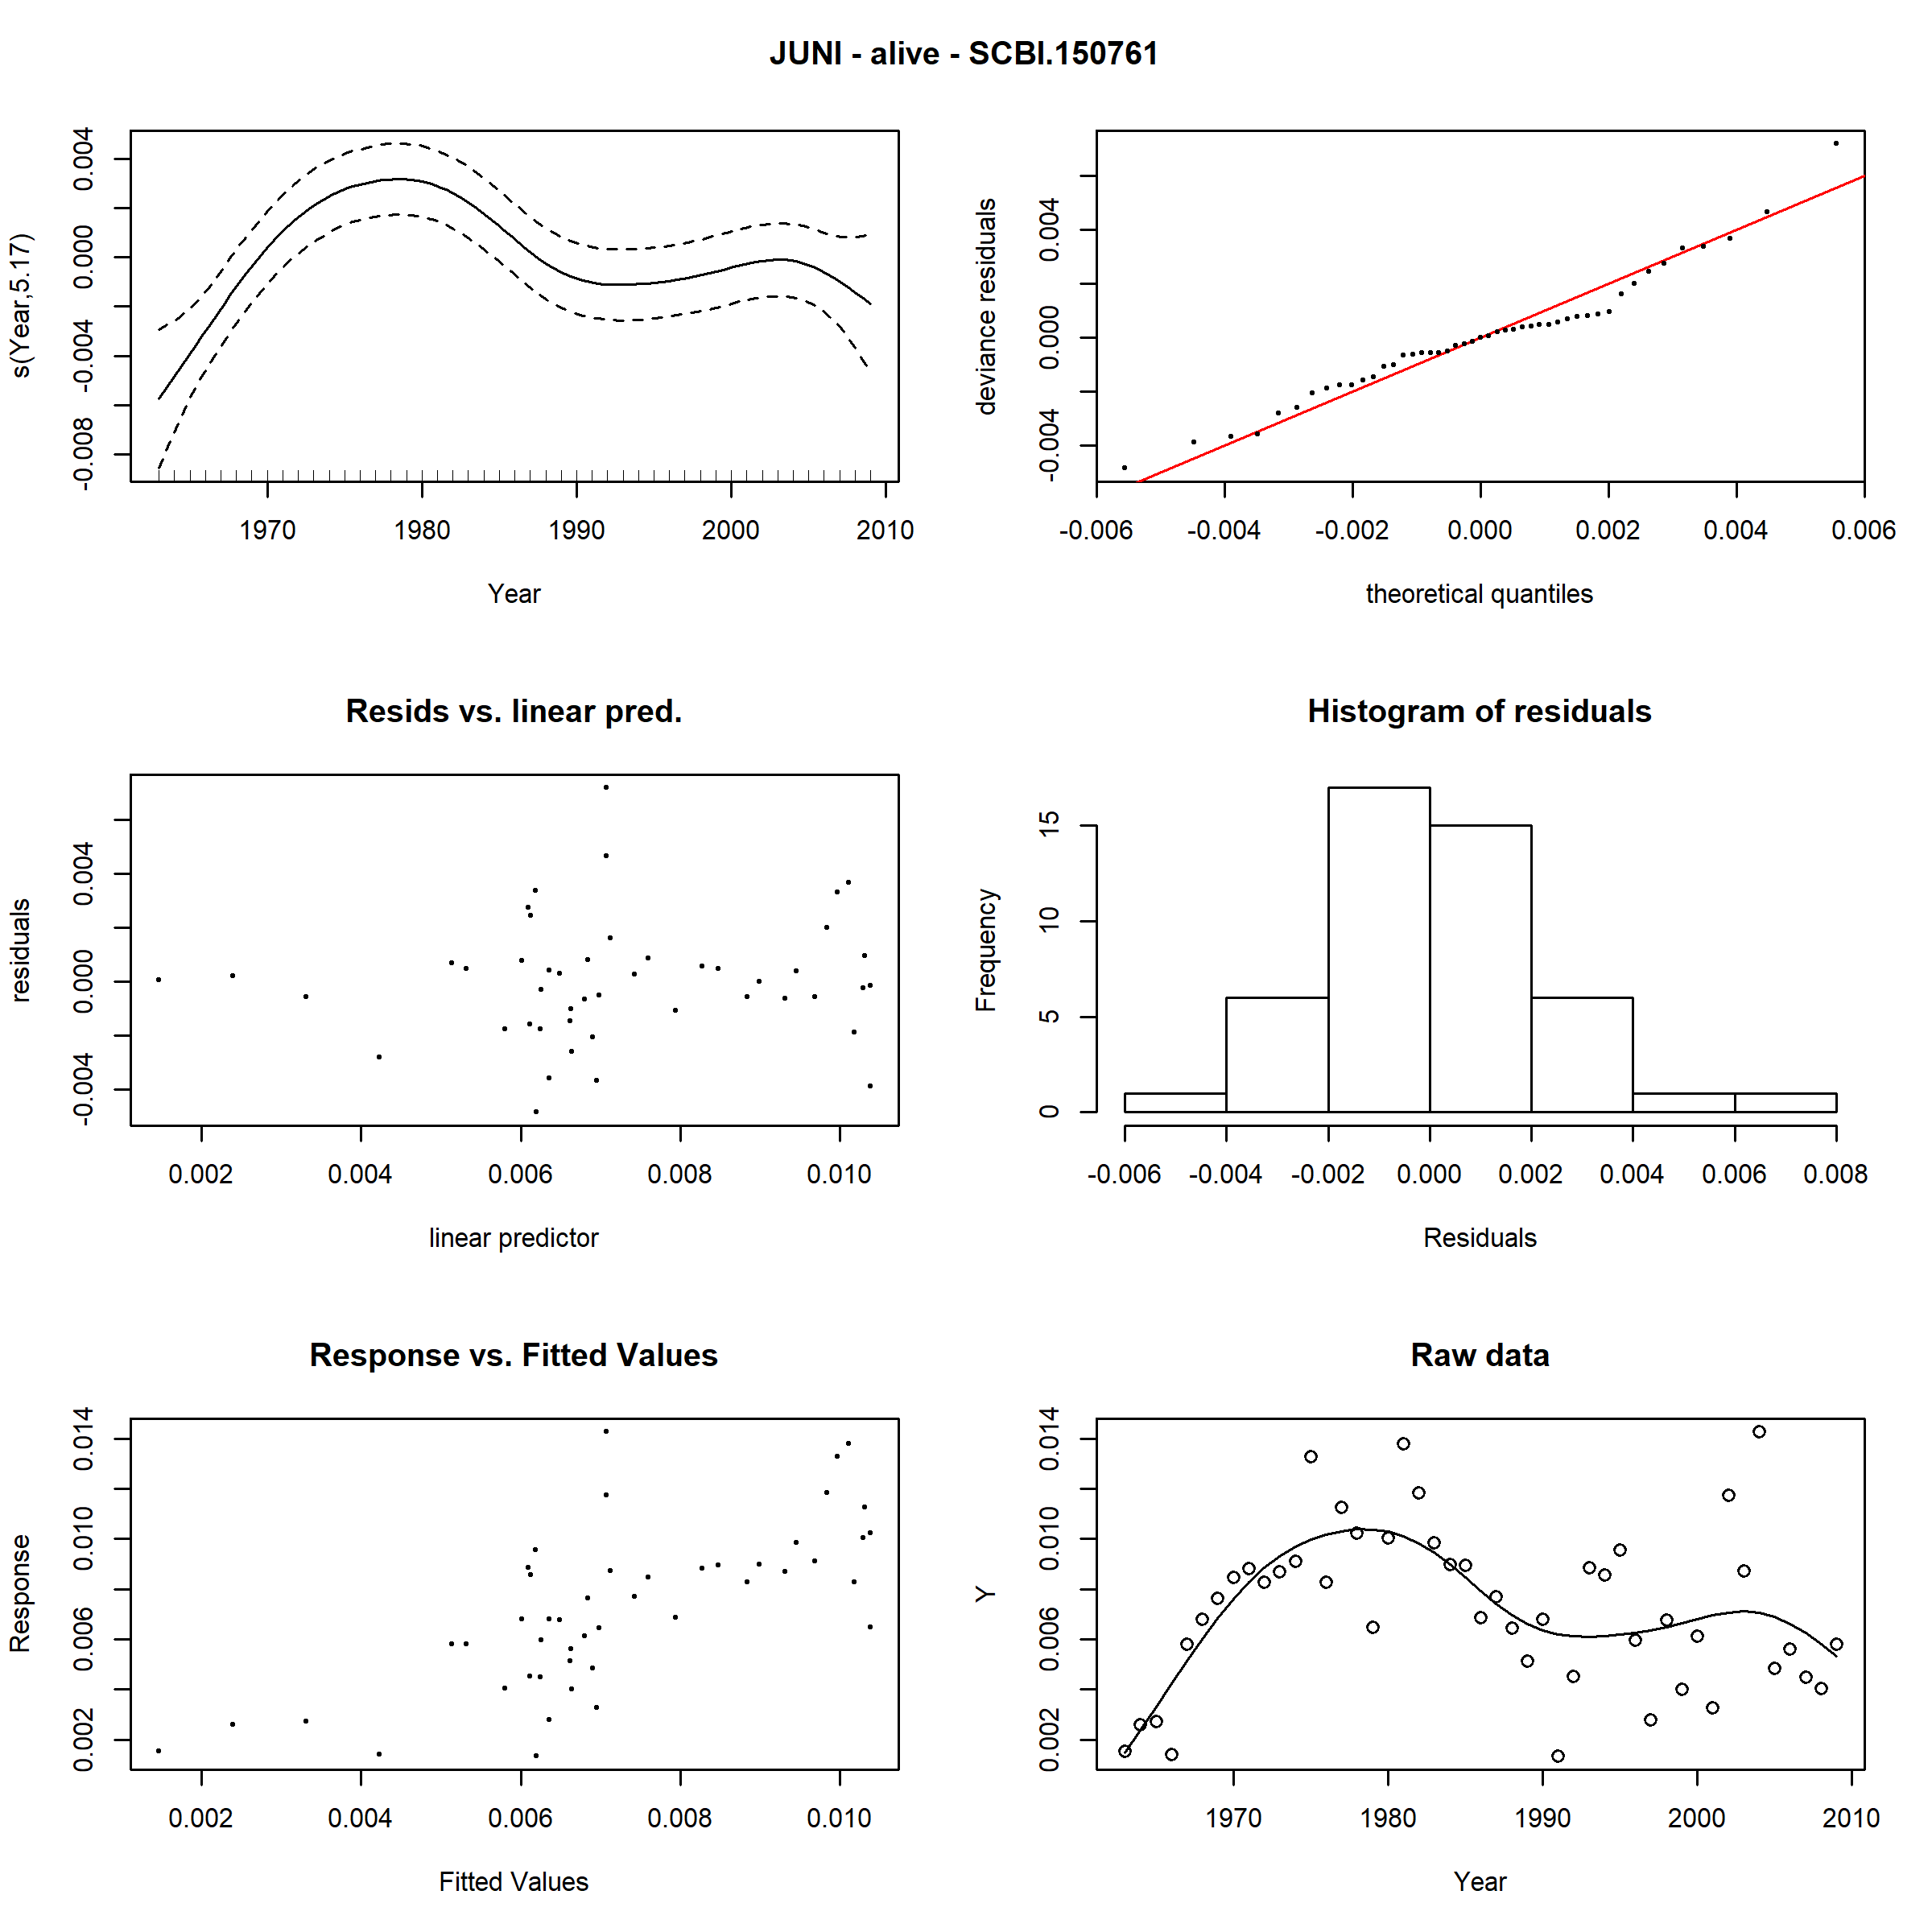 JUNI - alive - SCBI.150761
s(Year,5.17)
-0.008 -0.004 0.000 0.004
1970 1980 1990 2000 2010
Year
deviance residuals
-0.004 0.000 0.004
-0.006 -0.004 -0.002 0.000 0.002 0.004 0.006
theoretical quantiles
Resids vs. linear pred.
residuals
-0.004 0.000 0.004
0.002 0.004 0.006 0.008 0.010
linear predictor
Histogram of residuals
Frequency
0 5 10 15
-0.006 -0.004 -0.002 0.000 0.002 0.004 0.006 0.008
Residuals
Response vs. Fitted Values
Response
0.002 0.006 0.010 0.014
0.002 0.004 0.006 0.008 0.010
Fitted Values
Raw data
Y
0.002 0.006 0.010 0.014
1970 1980 1990 2000 2010
Year